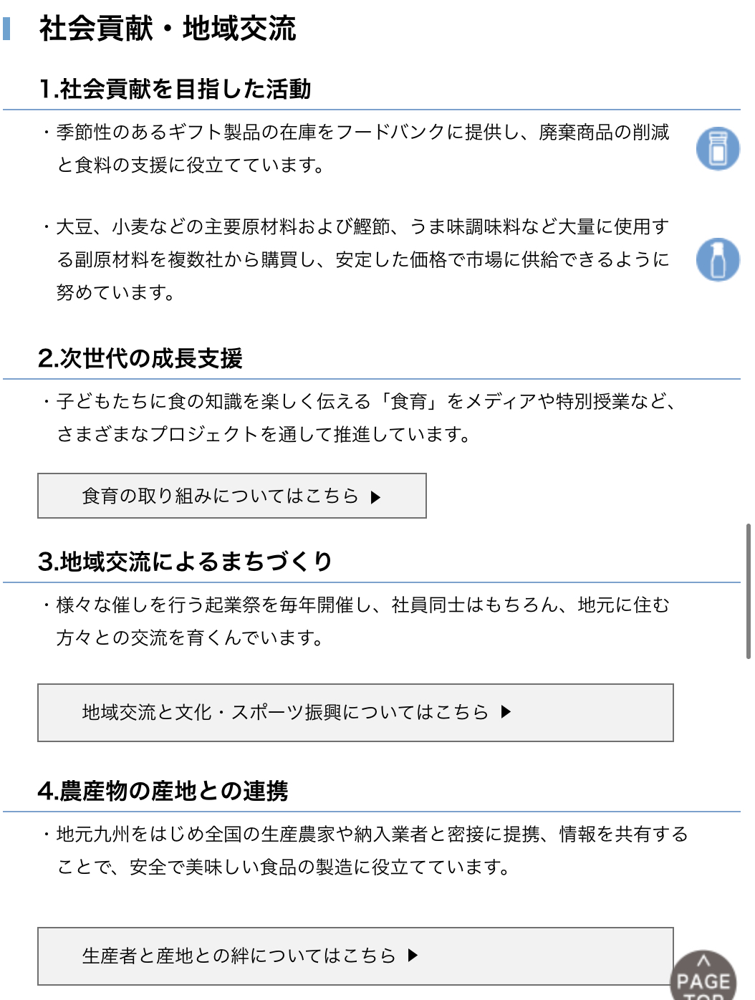 社会貢献・地域交流
1.社会貢献を目指した活動
・季節性のあるギフト製品の在庫をフードバンクに提供し、廃棄商品の削減
と食料の支援に役立てています。
・大豆、小麦などの主要原材料および鰹節、うま味調味料など大量に使用す
る副原材料を複数社から購買し、安定した価格で市場に供給できるように
努めています。
2.次世代の成長支援
・子どもたちに食の知識を楽しく伝える「食育」をメディアや特別授業など、
さまざまなプロジェクトを通して推進しています。
食育の取り組みについてはこちら ▶
3.地域交流によるまちづくり
・様々な催しを行う起業祭を毎年開催し、社員同士はもちろん、地元に住む
方々との交流を育くんでいます。
地域交流と文化・スポーツ振興についてはこちら ▶
4.農産物の産地との連携
・地元九州をはじめ全国の生産農家や納入業者と密接に提携、情報を共有する
ことで、安全で美味しい食品の製造に役立てています。
生産者と産地との絆についてはこちら ▶
PAGE
TOP